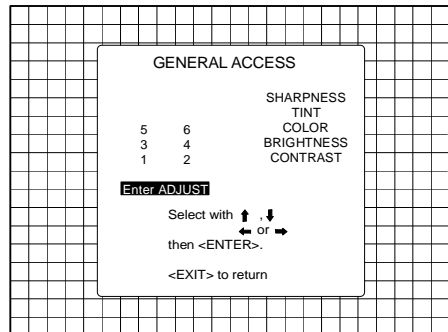 GENERAL ACCESS
SHARPNESS
TINT
5 6 COLOR
3 4 BRIGHTNESS
1 2 CONTRAST
Enter ADJUST
Select with ⬆ , ⬇
⬅ or ➡
then <ENTER>.
<EXIT> to return